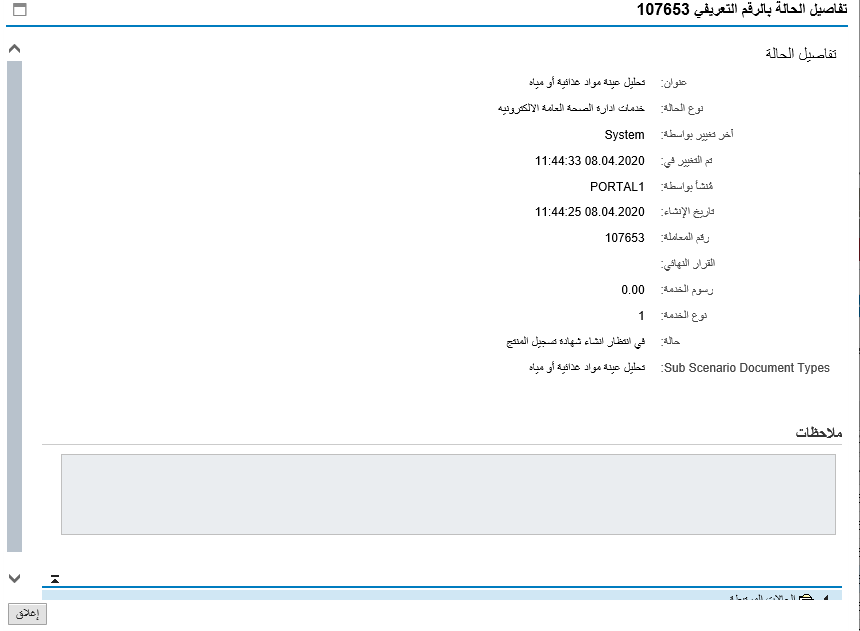 تفاصيل الحالة بالرقم التعريفي 107653
تفاصيل الحالة
عنوان: تحليل عينة مواد غذائية أو مياه
نوع الحالة: خدمات ادارة الصحة العامة الالكترونيه
آخر تغيير بواسطة: System
تم التغيير في: 08.04.2020 11:44:33
مُنشأ بواسطة: PORTAL1
تاريخ الإنشاء: 08.04.2020 11:44:25
رقم المعاملة: 107653
القرار النهائي:
رسوم الخدمة: 0.00
نوع الخدمة: 1
حالة: في انتظار انشاء شهادة تسجيل المنتج
Sub Scenario Document Types: تحليل عينة مواد غذائية أو مياه
ملاحظات
الحالات المرتبطة
إغلاق